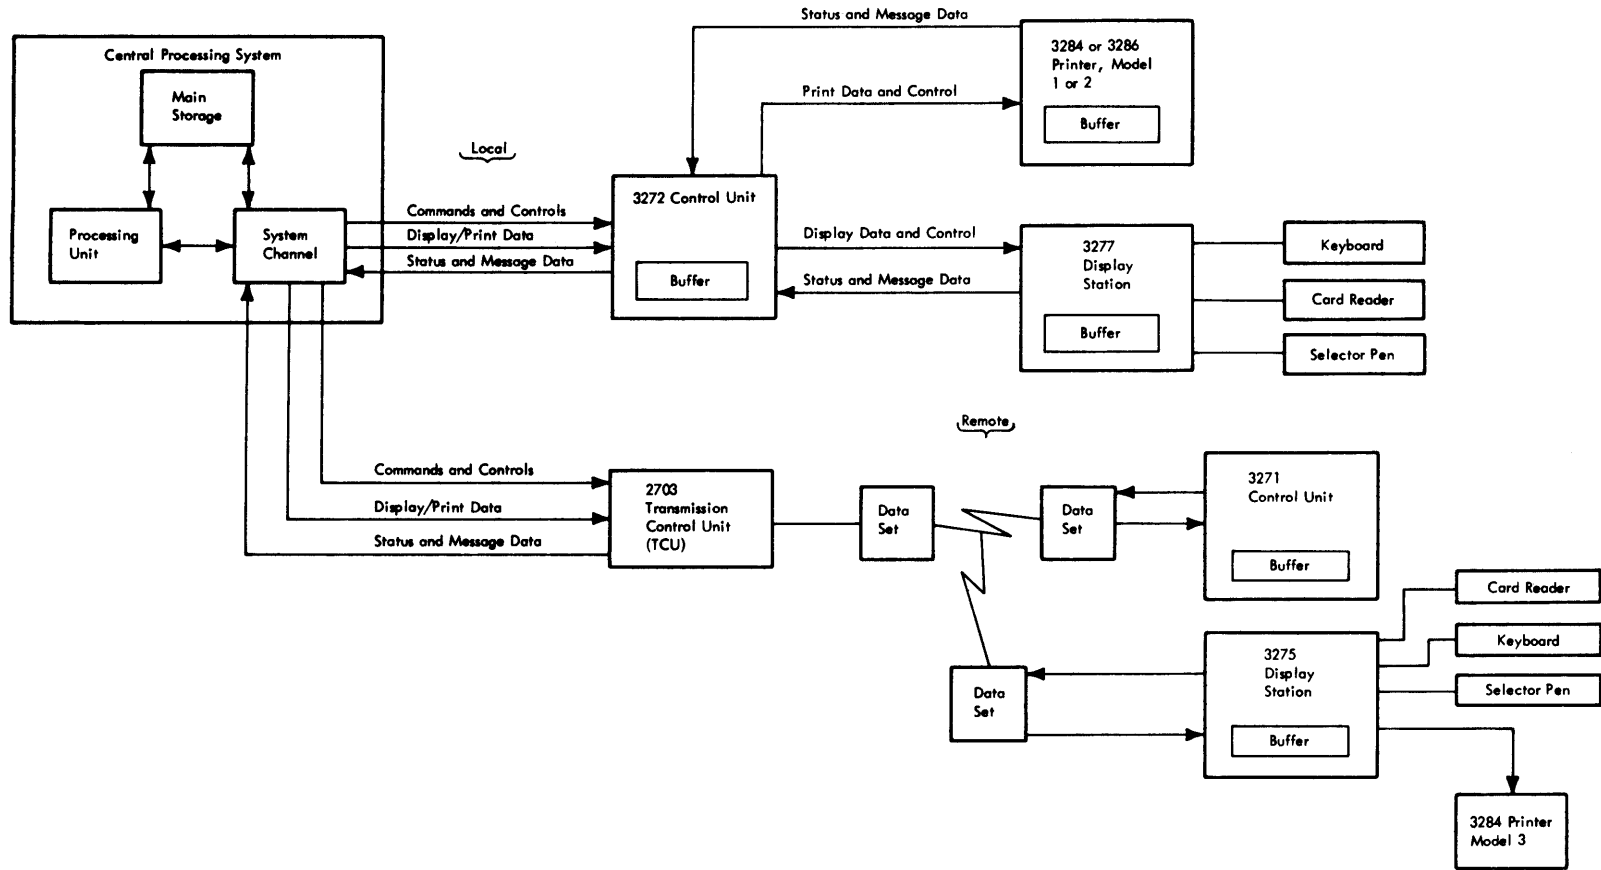 Status and Message Data
3284 or 3286
Printer, Model
1 or 2
Buffer
Print Data and Control
Central Processing System
Main
Storage
Processing
Unit
System
Channel
Local
Commands and Controls
Display/Print Data
Status and Message Data
3272 Control Unit
Buffer
Display Data and Control
Status and Message Data
3277
Display
Station
Buffer
Keyboard
Card Reader
Selector Pen
Remote
Commands and Controls
Display/Print Data
Status and Message Data
2703
Transmission
Control Unit
(TCU)
Data
Set
Data
Set
3271
Control Unit
Buffer
Data
Set
3275
Display
Station
Buffer
Card Reader
Keyboard
Selector Pen
3284 Printer
Model 3